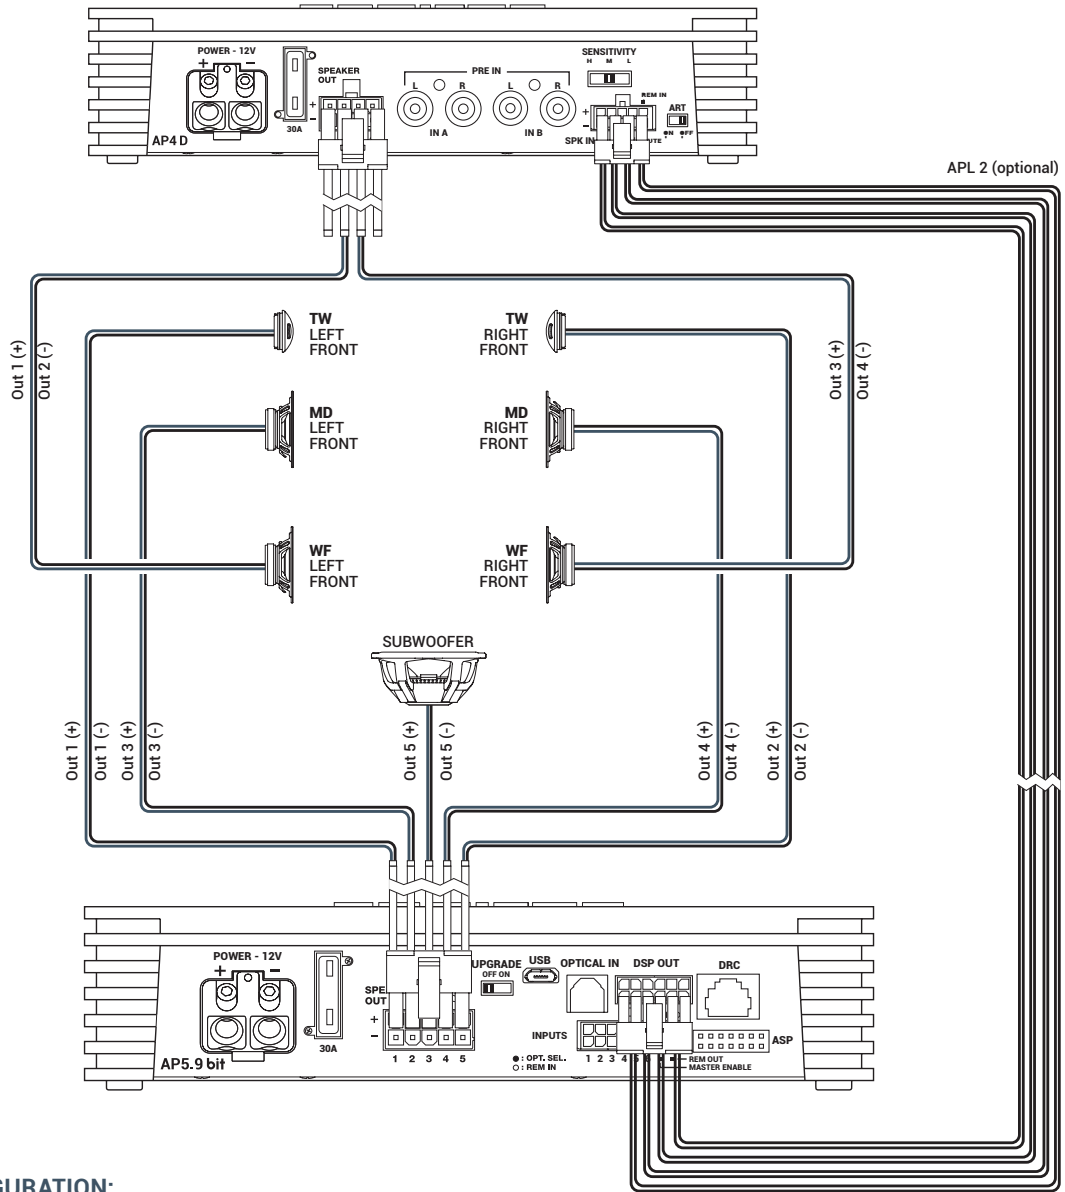 POWER - 12V
+ −
30A
SPEAKER
OUT
+
−
PRE IN
L R L R
IN A IN B
SENSITIVITY
H M L
REM IN
ART
ON OFF
+
−
SPK IN
UTE
AP4 D
APL 2 (optional)
Out 1 (+)
Out 2 (-)
TW
LEFT
FRONT
TW
RIGHT
FRONT
Out 3 (+)
Out 4 (-)
MD
LEFT
FRONT
MD
RIGHT
FRONT
WF
LEFT
FRONT
WF
RIGHT
FRONT
SUBWOOFER
Out 1 (+)
Out 1 (-)
Out 3 (+)
Out 3 (-)
Out 5 (+)
Out 5 (-)
Out 4 (+)
Out 4 (-)
Out 2 (+)
Out 2 (-)
POWER - 12V
+ −
30A
SPE
OUT
+
−
1 2 3 4 5
UPGRADE
OFF ON
USB
OPTICAL IN
DSP OUT
DRC
INPUTS
ASP
1 2 3 4 5
● : OPT. SEL.
○ : REM IN
REM OUT
MASTER ENABLE
AP5.9 bit
GURATION: